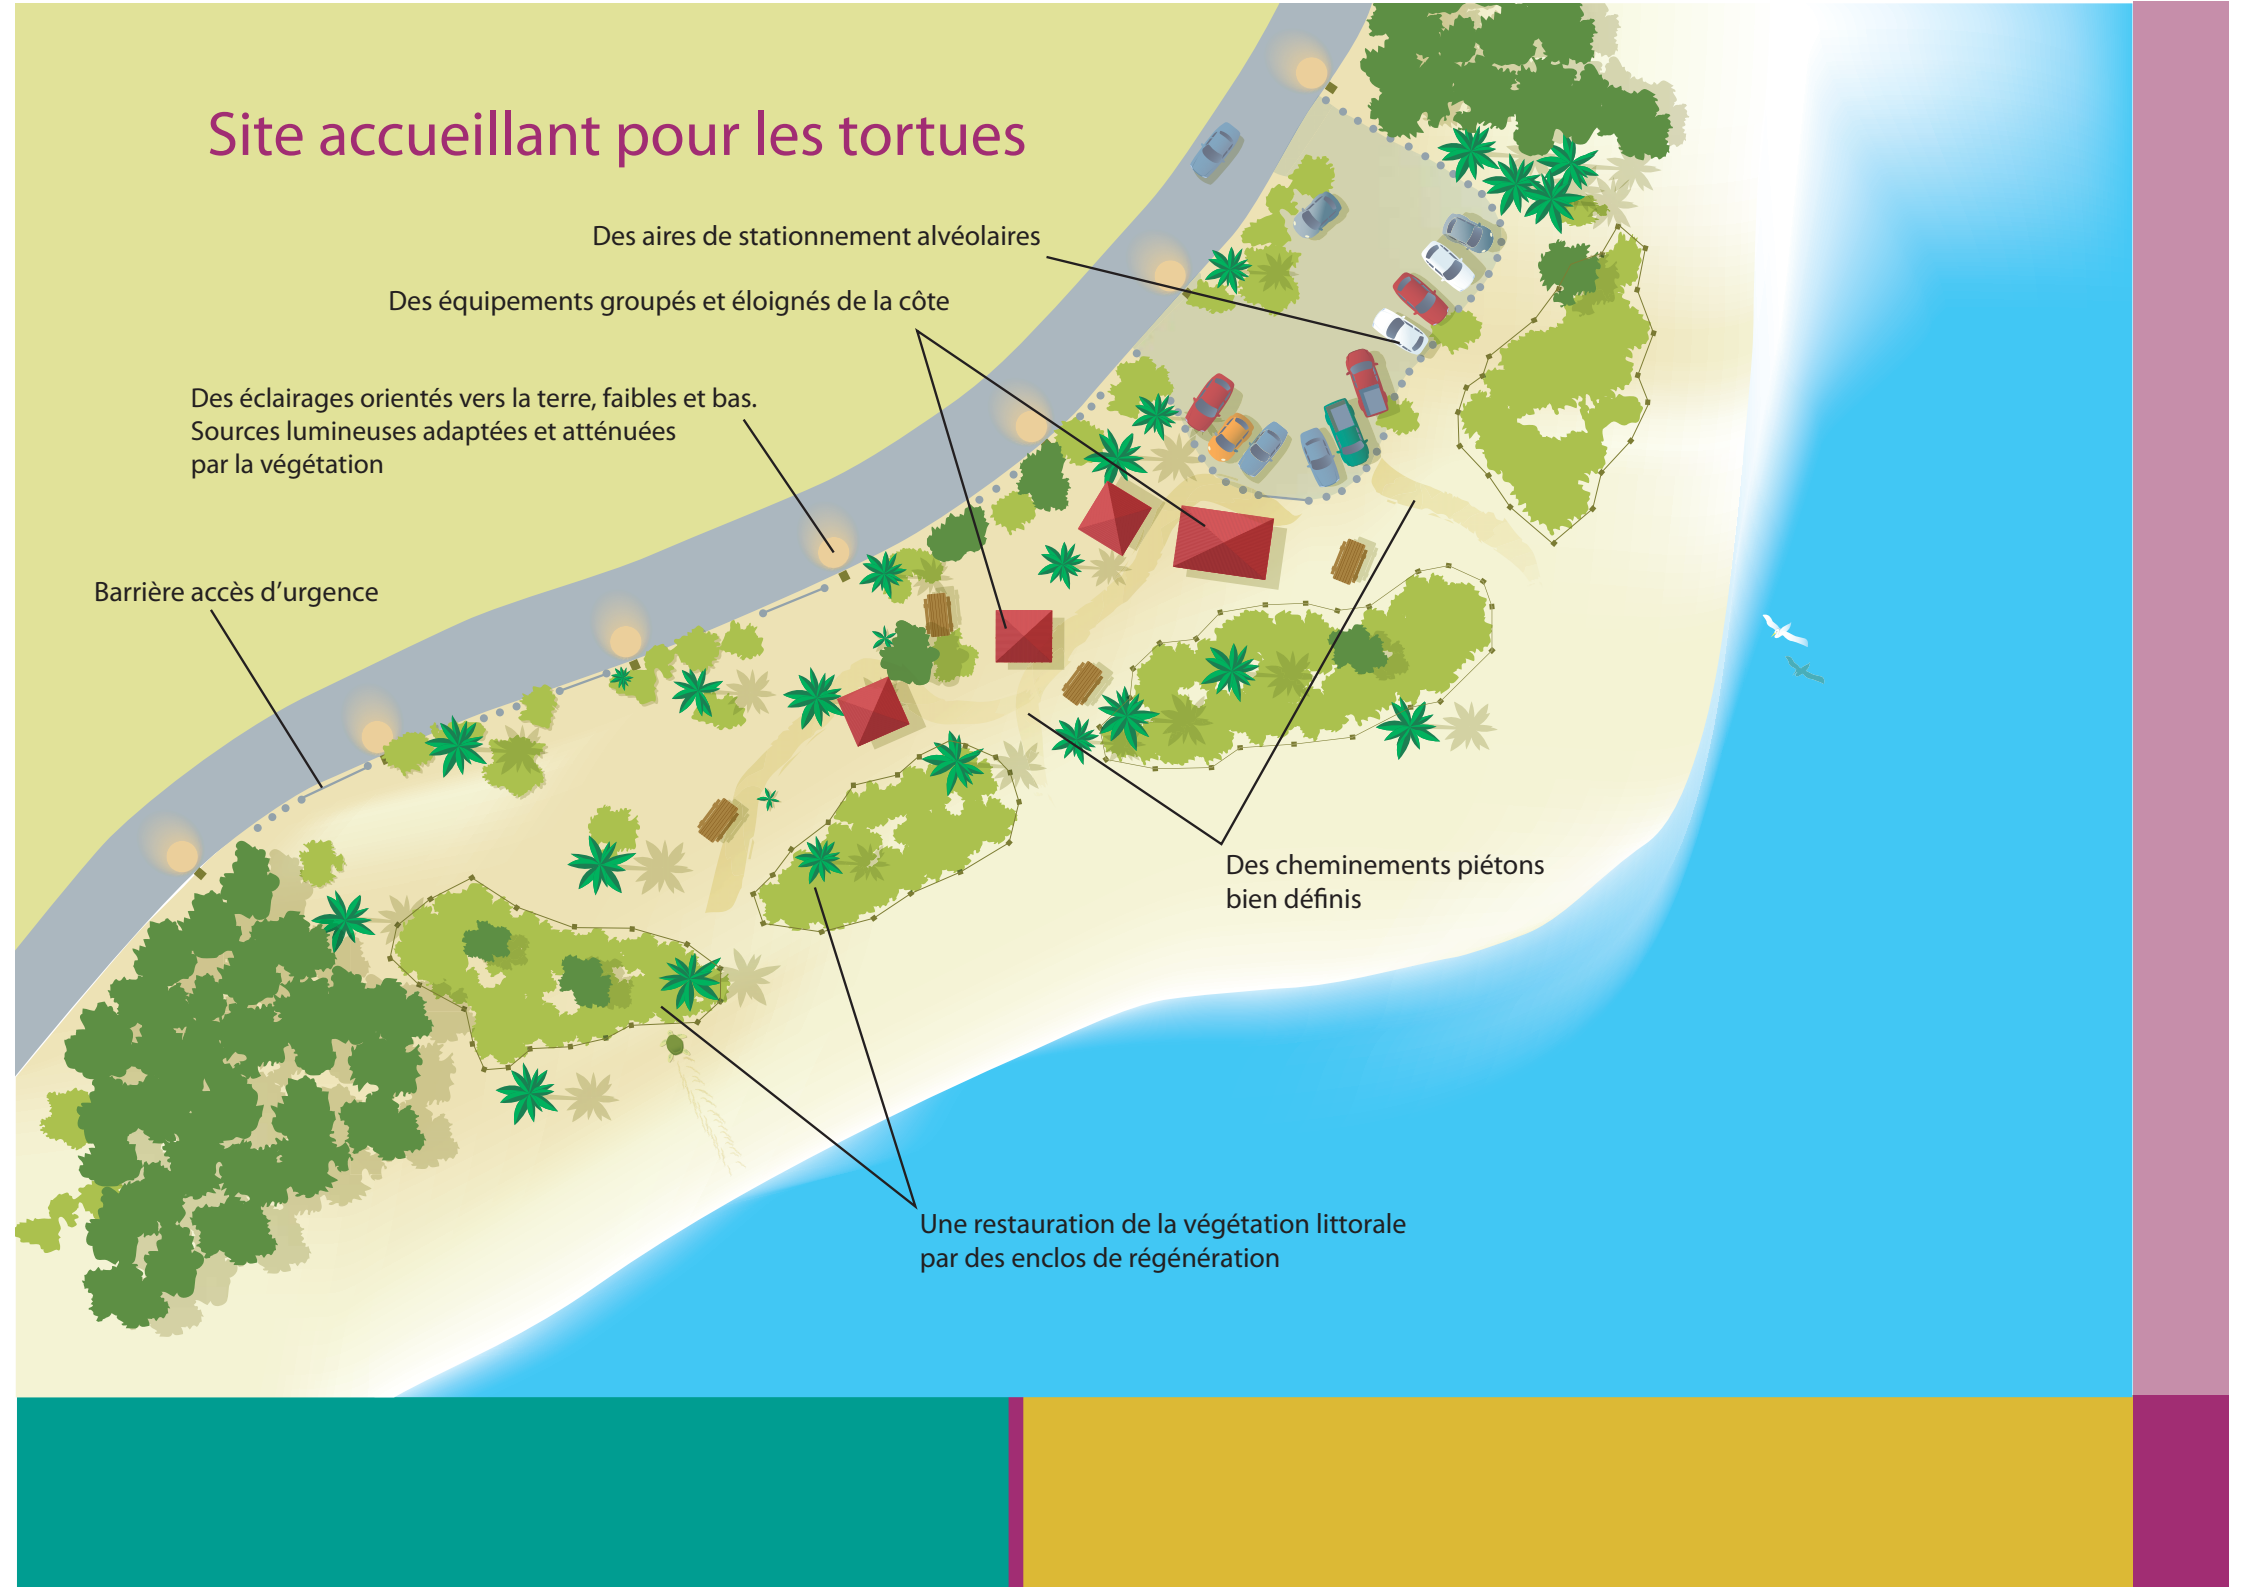 Site accueillant pour les tortues
Des aires de stationnement alvéolaires
Des équipements groupés et éloignés de la côte
Des éclairages orientés vers la terre, faibles et bas.
Sources lumineuses adaptées et atténuées
par la végétation
Barrière accès d’urgence
Des cheminements piétons
bien définis
Une restauration de la végétation littorale
par des enclos de régénération